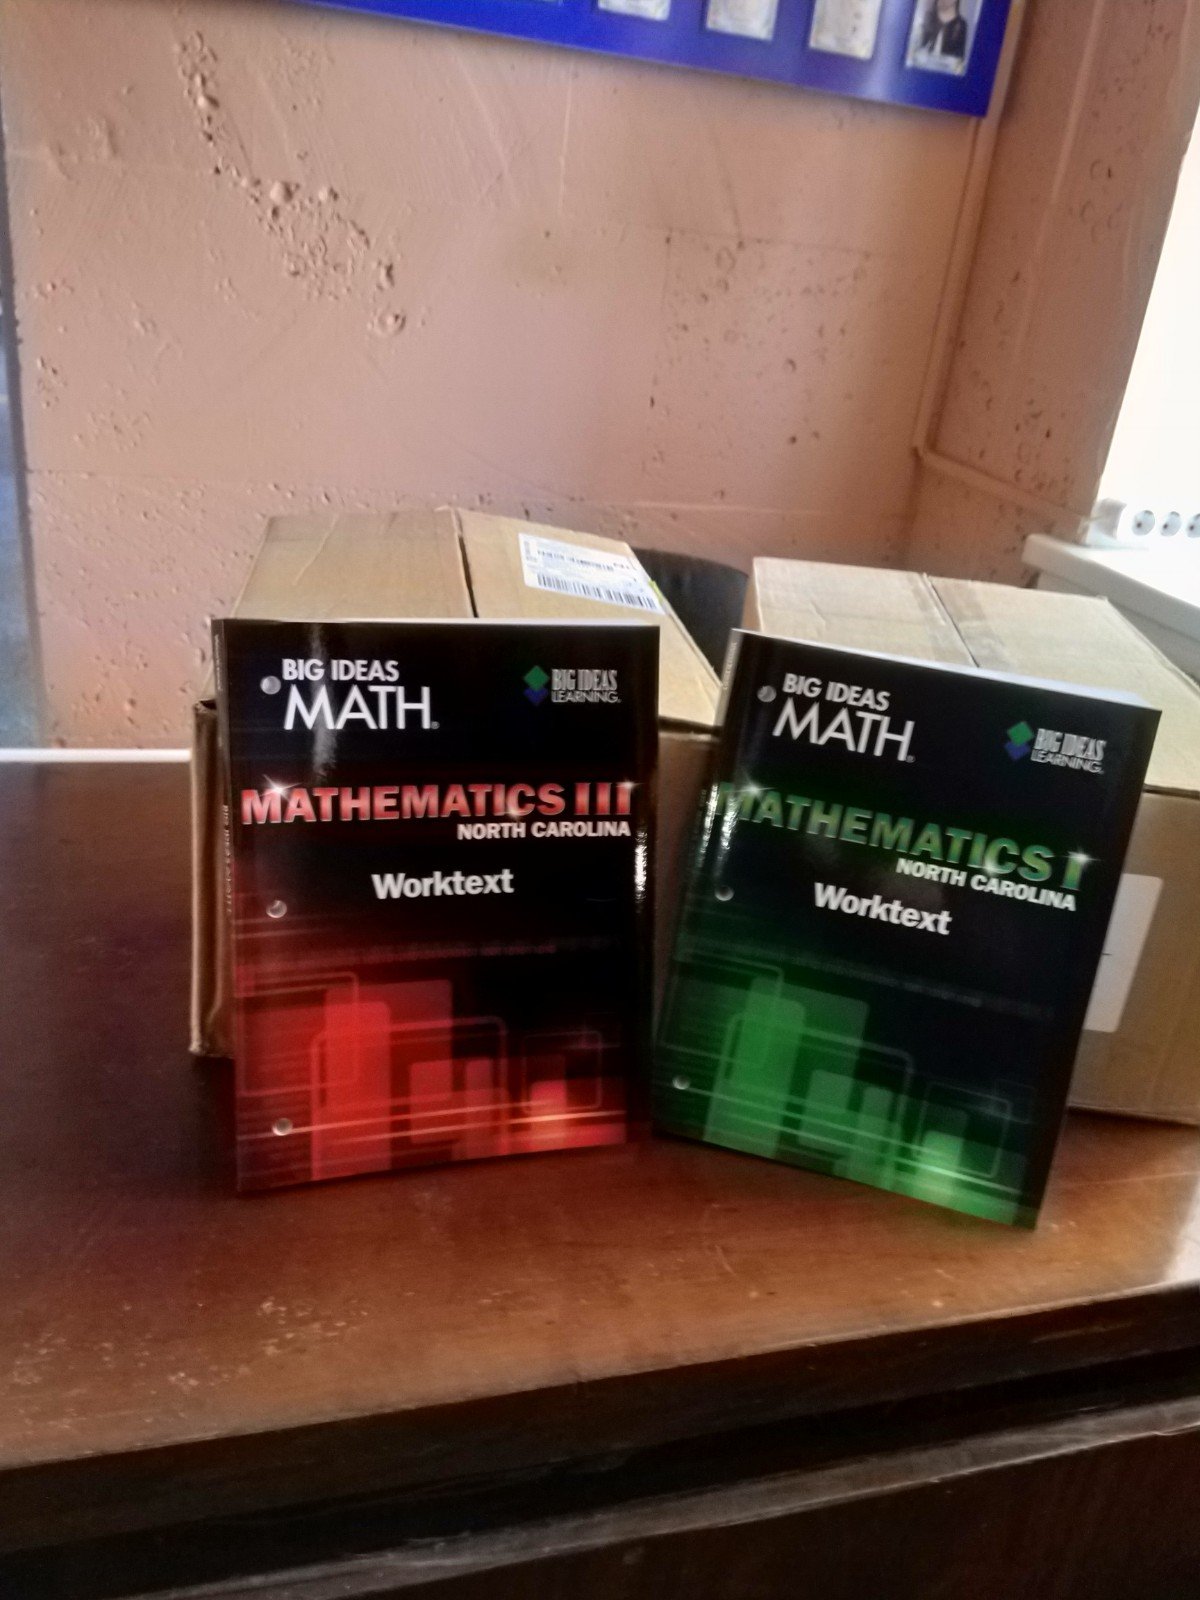 BIG IDEAS
MATH®
BIG IDEAS
LEARNING®
MATHEMATICS III
NORTH CAROLINA
Worktext
BIG IDEAS
MATH®
BIG IDEAS
LEARNING®
MATHEMATICS I
NORTH CAROLINA
Worktext